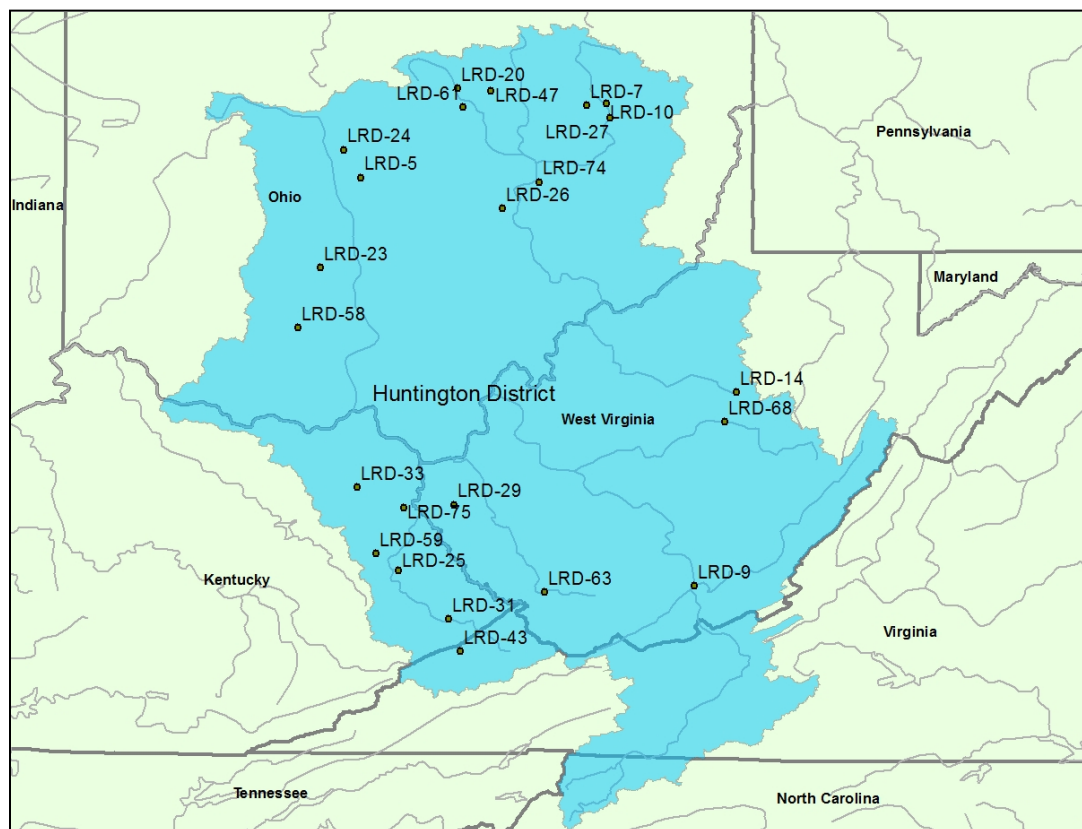 LRD-20
LRD-61
LRD-47
LRD-7
LRD-10
LRD-27
Pennsylvania
LRD-24
LRD-5
LRD-74
Ohio
Indiana
LRD-26
LRD-23
Maryland
LRD-58
LRD-14
Huntington District
West Virginia
LRD-68
LRD-33
LRD-29
LRD-75
LRD-59
LRD-25
Kentucky
LRD-63
LRD-9
LRD-31
Virginia
LRD-43
Tennessee
North Carolina